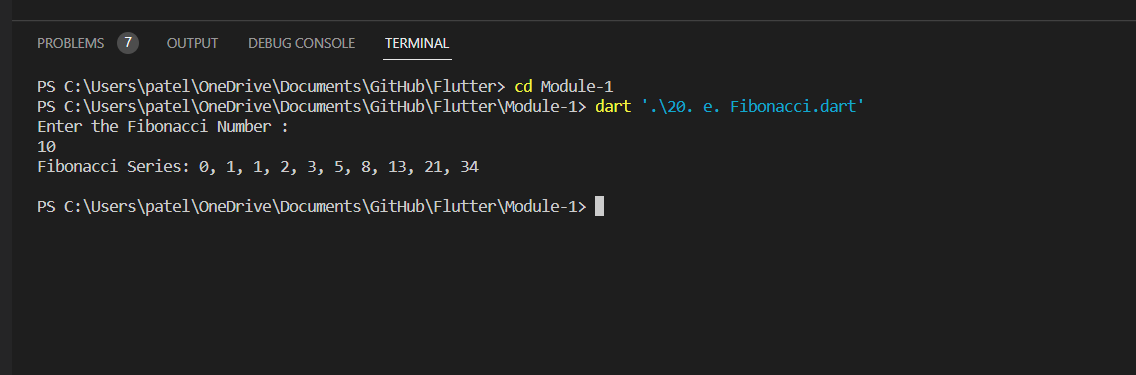 PROBLEMS 7 OUTPUT DEBUG CONSOLE TERMINAL
PS C:\Users\patel\OneDrive\Documents\GitHub\Flutter> cd Module-1
PS C:\Users\patel\OneDrive\Documents\GitHub\Flutter\Module-1> dart '.\20. e. Fibonacci.dart'
Enter the Fibonacci Number :
10
Fibonacci Series: 0, 1, 1, 2, 3, 5, 8, 13, 21, 34
PS C:\Users\patel\OneDrive\Documents\GitHub\Flutter\Module-1>